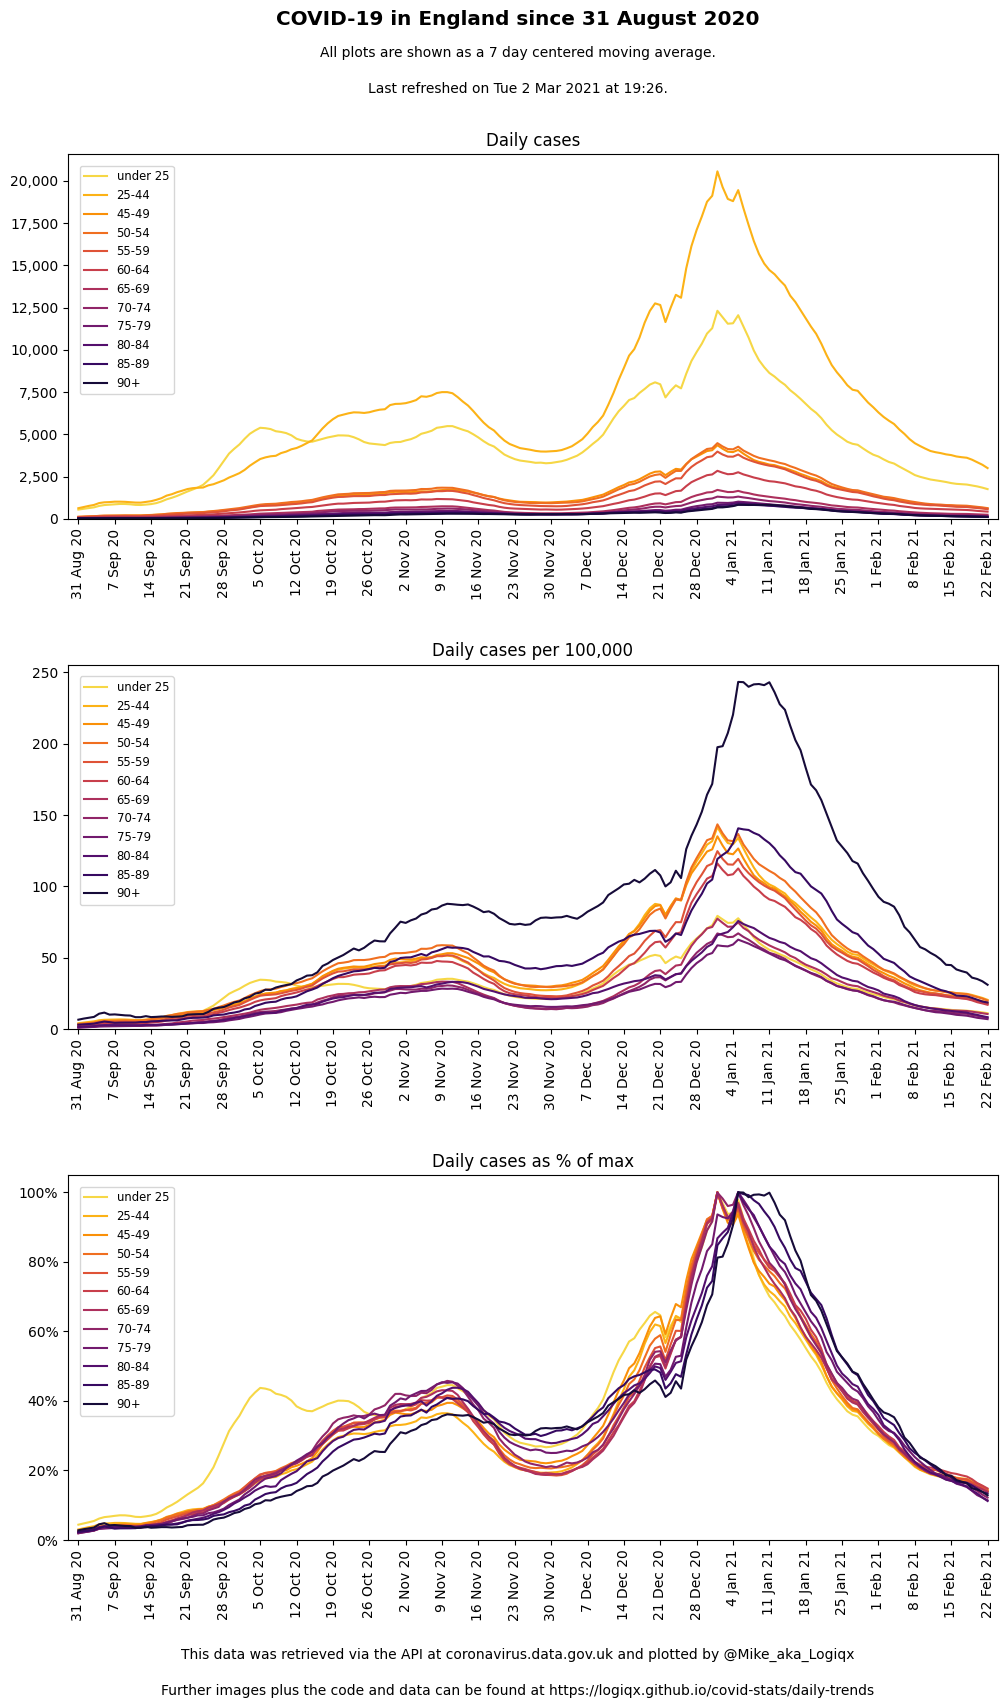 COVID-19 in England since 31 August 2020
All plots are shown as a 7 day centered moving average.
Last refreshed on Tue 2 Mar 2021 at 19:26.
Daily cases
20,000
17,500
15,000
12,500
10,000
7,500
5,000
2,500
0
under 25
25-44
45-49
50-54
55-59
60-64
65-69
70-74
75-79
80-84
85-89
90+
31 Aug 20
7 Sep 20
14 Sep 20
21 Sep 20
28 Sep 20
5 Oct 20
12 Oct 20
19 Oct 20
26 Oct 20
2 Nov 20
9 Nov 20
16 Nov 20
23 Nov 20
30 Nov 20
7 Dec 20
14 Dec 20
21 Dec 20
28 Dec 20
4 Jan 21
11 Jan 21
18 Jan 21
25 Jan 21
1 Feb 21
8 Feb 21
15 Feb 21
22 Feb 21
Daily cases per 100,000
250
200
150
100
50
0
under 25
25-44
45-49
50-54
55-59
60-64
65-69
70-74
75-79
80-84
85-89
90+
31 Aug 20
7 Sep 20
14 Sep 20
21 Sep 20
28 Sep 20
5 Oct 20
12 Oct 20
19 Oct 20
26 Oct 20
2 Nov 20
9 Nov 20
16 Nov 20
23 Nov 20
30 Nov 20
7 Dec 20
14 Dec 20
21 Dec 20
28 Dec 20
4 Jan 21
11 Jan 21
18 Jan 21
25 Jan 21
1 Feb 21
8 Feb 21
15 Feb 21
22 Feb 21
Daily cases as % of max
100%
80%
60%
40%
20%
0%
under 25
25-44
45-49
50-54
55-59
60-64
65-69
70-74
75-79
80-84
85-89
90+
31 Aug 20
7 Sep 20
14 Sep 20
21 Sep 20
28 Sep 20
5 Oct 20
12 Oct 20
19 Oct 20
26 Oct 20
2 Nov 20
9 Nov 20
16 Nov 20
23 Nov 20
30 Nov 20
7 Dec 20
14 Dec 20
21 Dec 20
28 Dec 20
4 Jan 21
11 Jan 21
18 Jan 21
25 Jan 21
1 Feb 21
8 Feb 21
15 Feb 21
22 Feb 21
This data was retrieved via the API at coronavirus.data.gov.uk and plotted by @Mike_aka_Logiqx
Further images plus the code and data can be found at https://logiqx.github.io/covid-stats/daily-trends